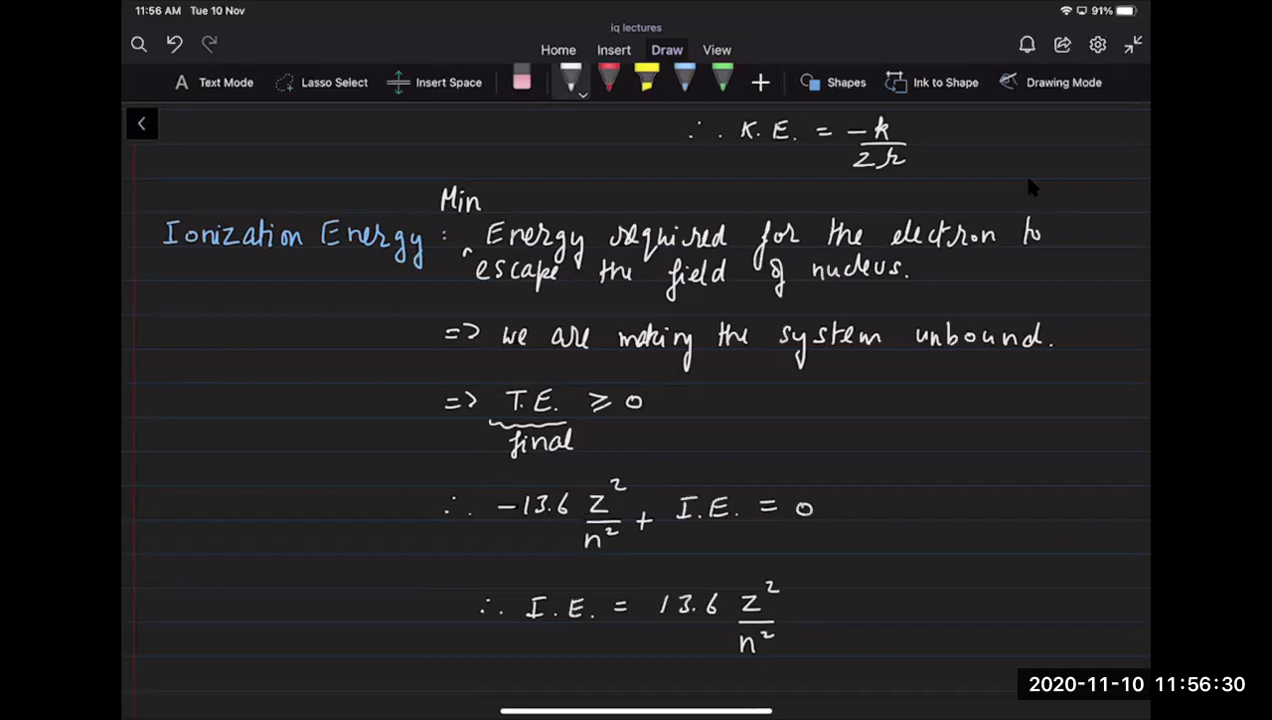 11:56 AM Tue 10 Nov
91%
iq lectures
Home Insert Draw View
Text Mode Lasso Select Insert Space + Shapes Ink to Shape Drawing Mode
∴ K.E. = -k/2r
Min
Ionization Energy : ^ Energy required for the electron to
escape the field of nucleus.
=> we are making the system unbound.
=> T.E. ≥ 0
final
∴ -13.6 Z²/n² + I.E. = 0
∴ I.E. = 13.6 Z²/n²
2020-11-10 11:56:30